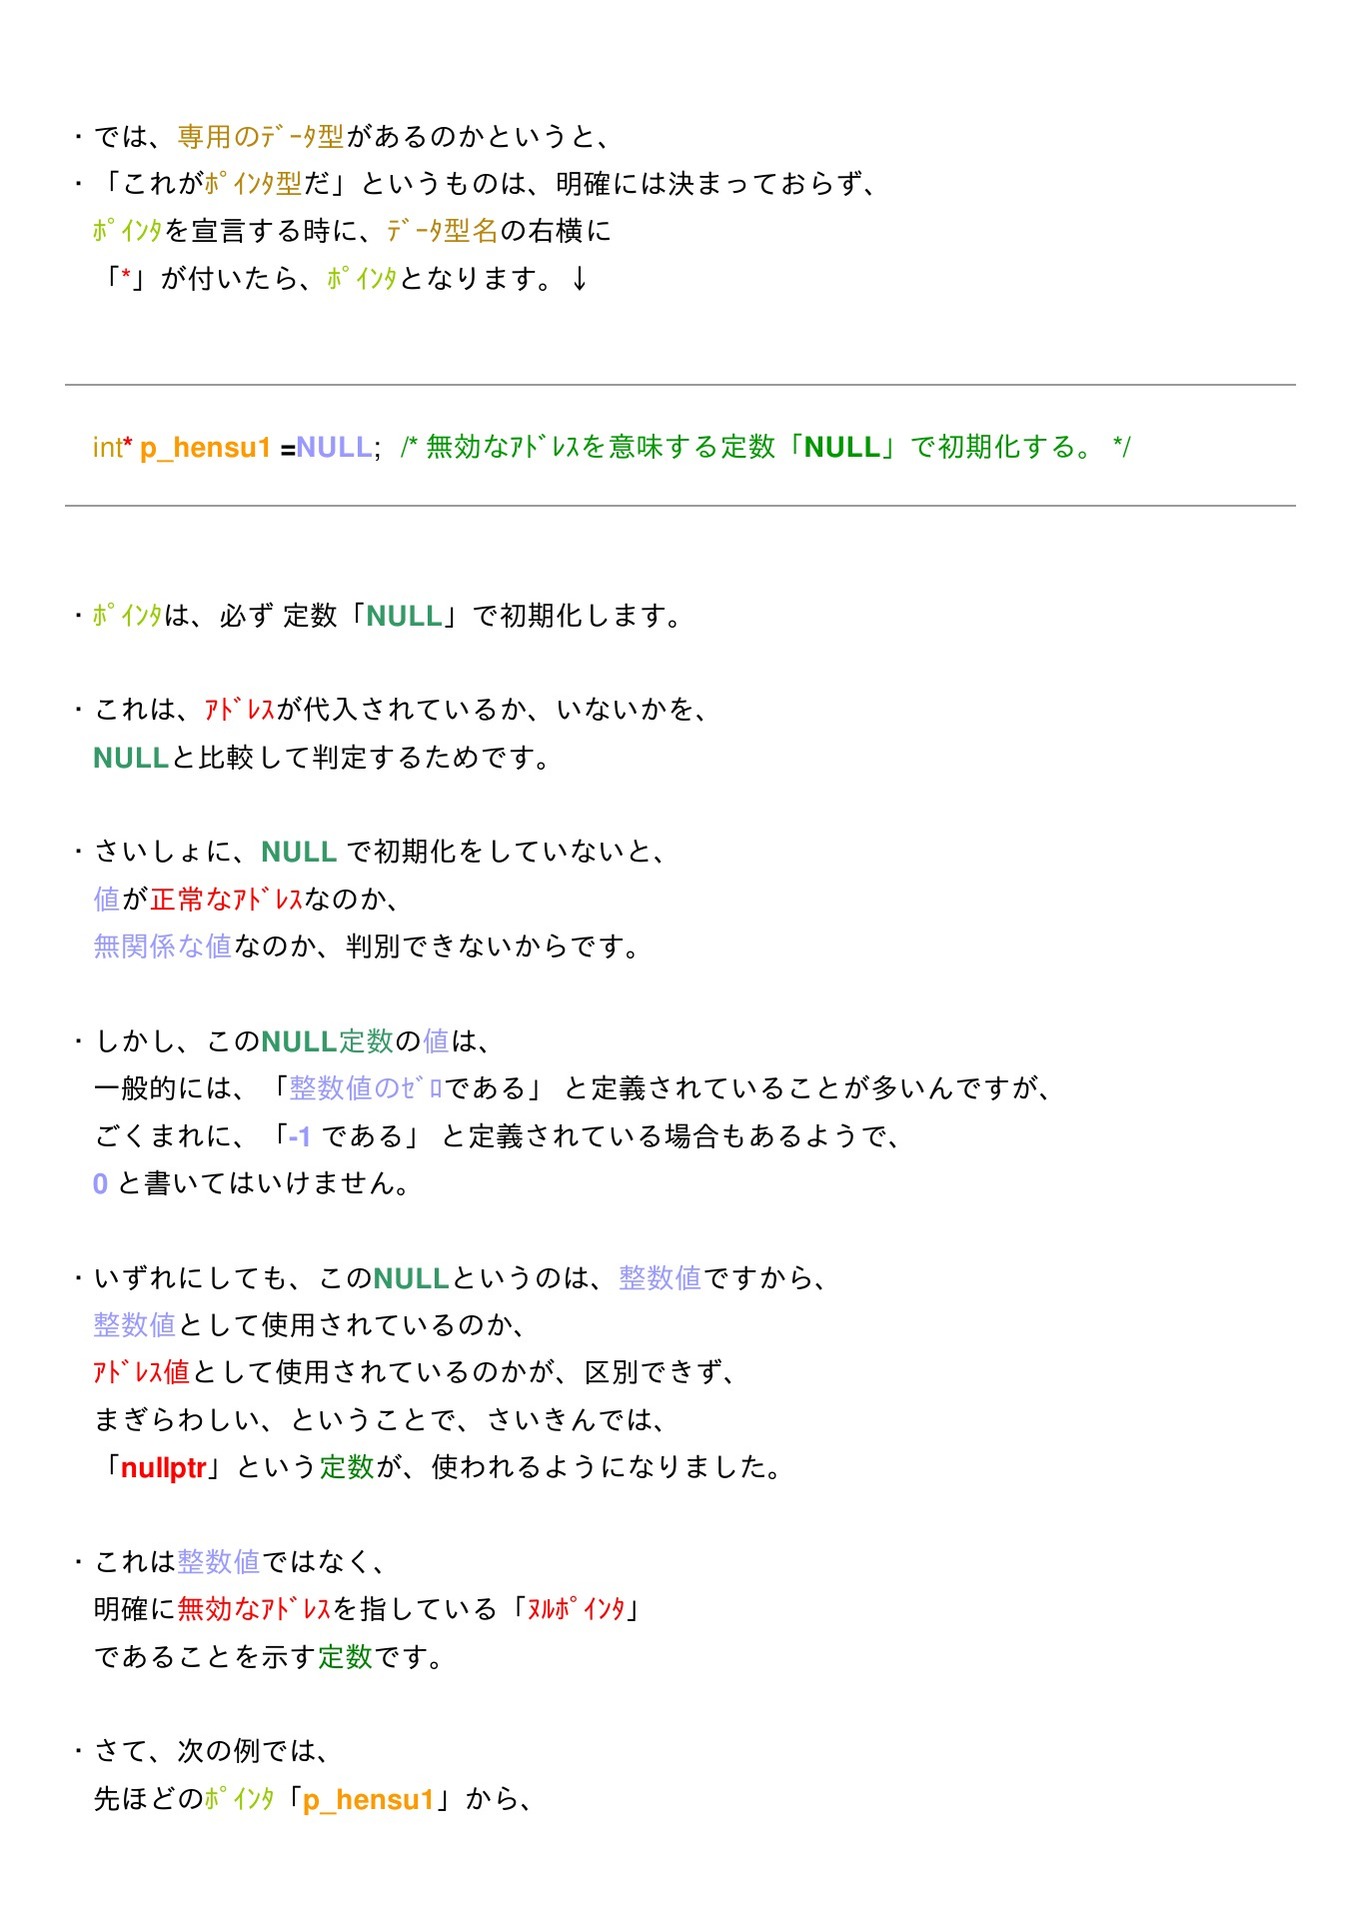 ・では、専用のﾃﾞｰﾀ型があるのかというと、
・「これがﾎﾟｲﾝﾀ型だ」というものは、明確には決まっておらず、
ﾎﾟｲﾝﾀを宣言する時に、ﾃﾞｰﾀ型名の右横に
「*」が付いたら、ﾎﾟｲﾝﾀとなります。↓
int* p_hensu1 =NULL; /* 無効なｱﾄﾞﾚｽを意味する定数「NULL」で初期化する。 */
・ﾎﾟｲﾝﾀは、必ず 定数「NULL」で初期化します。
・これは、ｱﾄﾞﾚｽが代入されているか、いないかを、
NULLと比較して判定するためです。
・さいしょに、NULL で初期化をしていないと、
値が正常なｱﾄﾞﾚｽなのか、
無関係な値なのか、判別できないからです。
・しかし、このNULL定数の値は、
一般的には、「整数値のｾﾞﾛである」 と定義されていることが多いんですが、
ごくまれに、「-1 である」 と定義されている場合もあるようで、
0 と書いてはいけません。
・いずれにしても、このNULLというのは、整数値ですから、
整数値として使用されているのか、
ｱﾄﾞﾚｽ値として使用されているのかが、区別できず、
まぎらわしい、ということで、さいきんでは、
「nullptr」という定数が、使われるようになりました。
・これは整数値ではなく、
明確に無効なｱﾄﾞﾚｽを指している「ﾇﾙﾎﾟｲﾝﾀ」
であることを示す定数です。
・さて、次の例では、
先ほどのﾎﾟｲﾝﾀ「p_hensu1」から、